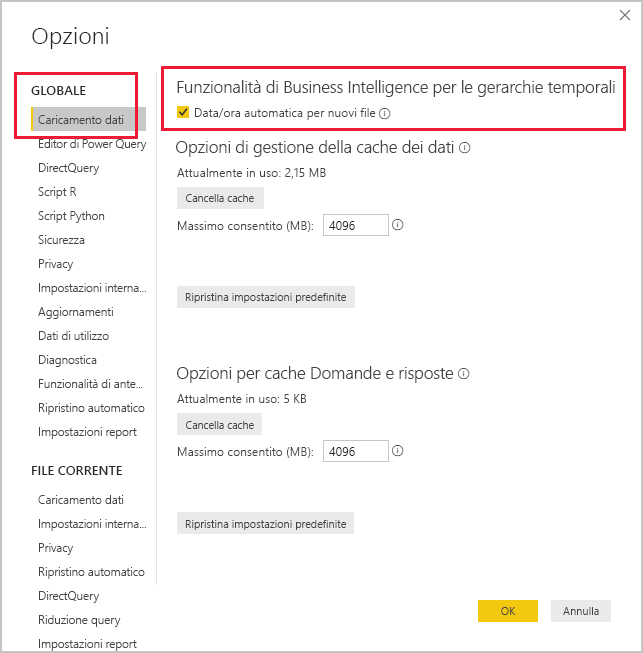 Opzioni
GLOBALE
Caricamento dati
Editor di Power Query
DirectQuery
Script R
Script Python
Sicurezza
Privacy
Impostazioni interna...
Aggiornamenti
Dati di utilizzo
Diagnostica
Funzionalità di ante...
Ripristino automatico
Impostazioni report
FILE CORRENTE
Caricamento dati
Impostazioni interna...
Privacy
Ripristino automatico
DirectQuery
Riduzione query
Impostazioni report
Funzionalità di Business Intelligence per le gerarchie temporali
Data/ora automatica per nuovi file
Opzioni di gestione della cache dei dati
Attualmente in uso: 2,15 MB
Cancella cache
Massimo consentito (MB): 4096
Ripristina impostazioni predefinite
Opzioni per cache Domande e risposte
Attualmente in uso: 5 KB
Cancella cache
Massimo consentito (MB): 4096
Ripristina impostazioni predefinite
OK
Annulla